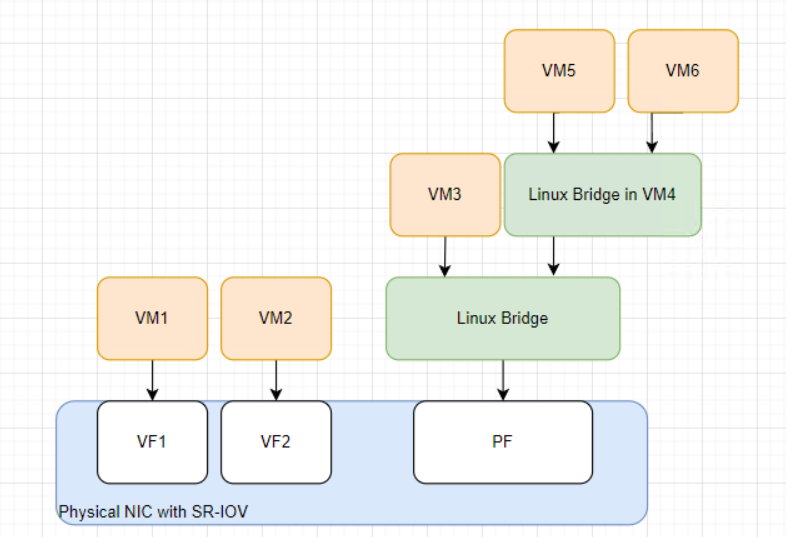 VM5
VM6
VM3
Linux Bridge in VM4
VM1
VM2
Linux Bridge
VF1
VF2
PF
Physical NIC with SR-IOV